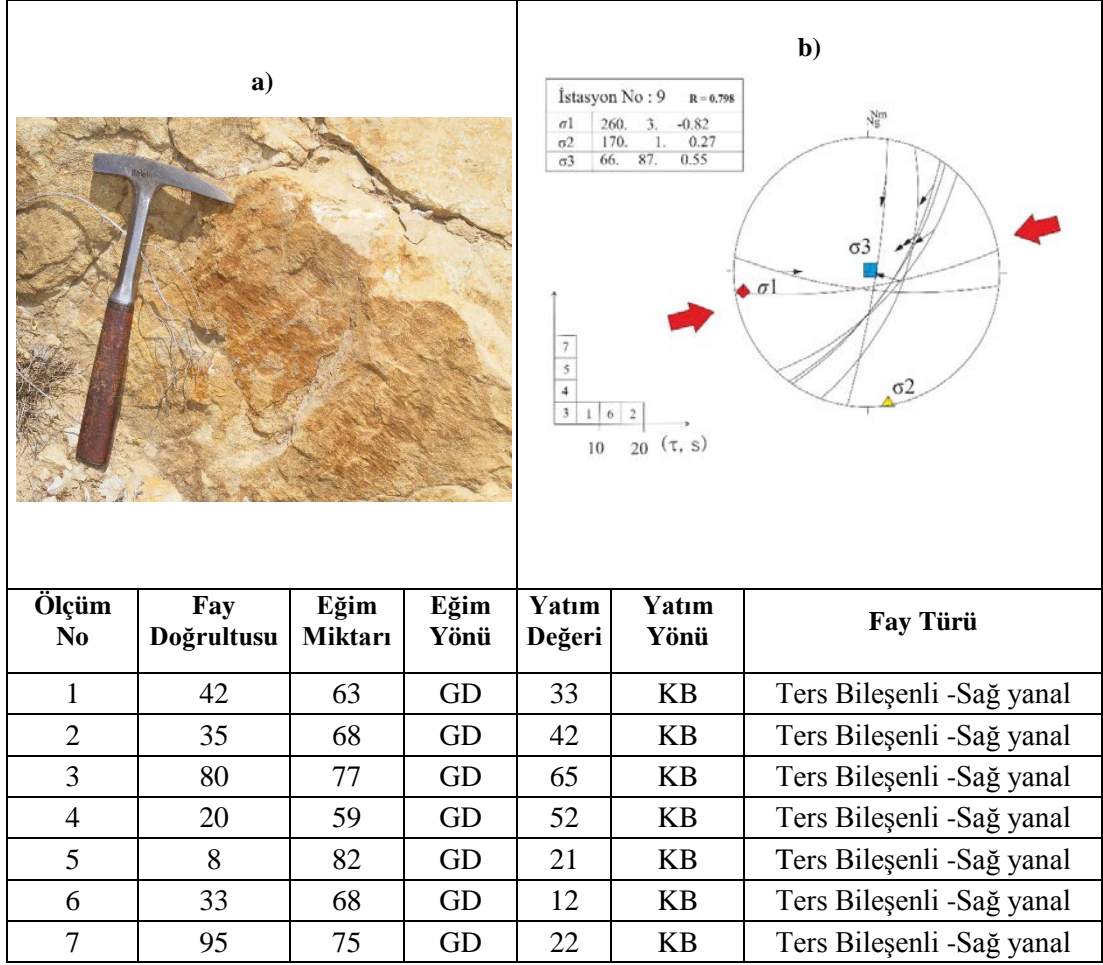 a)
b)
İstasyon No : 9 R = 0.798
σ1 260. 3. -0.82
σ2 170. 1. 0.27
σ3 66. 87. 0.55
σ3
σ1
σ2
7
5
4
3 1 6 2
10 20 (τ, s)
Ölçüm No Fay Doğrultusu Eğim Miktarı Eğim Yönü Yatım Değeri Yatım Yönü Fay Türü
1 42 63 GD 33 KB Ters Bileşenli -Sağ yanal
2 35 68 GD 42 KB Ters Bileşenli -Sağ yanal
3 80 77 GD 65 KB Ters Bileşenli -Sağ yanal
4 20 59 GD 52 KB Ters Bileşenli -Sağ yanal
5 8 82 GD 21 KB Ters Bileşenli -Sağ yanal
6 33 68 GD 12 KB Ters Bileşenli -Sağ yanal
7 95 75 GD 22 KB Ters Bileşenli -Sağ yanal